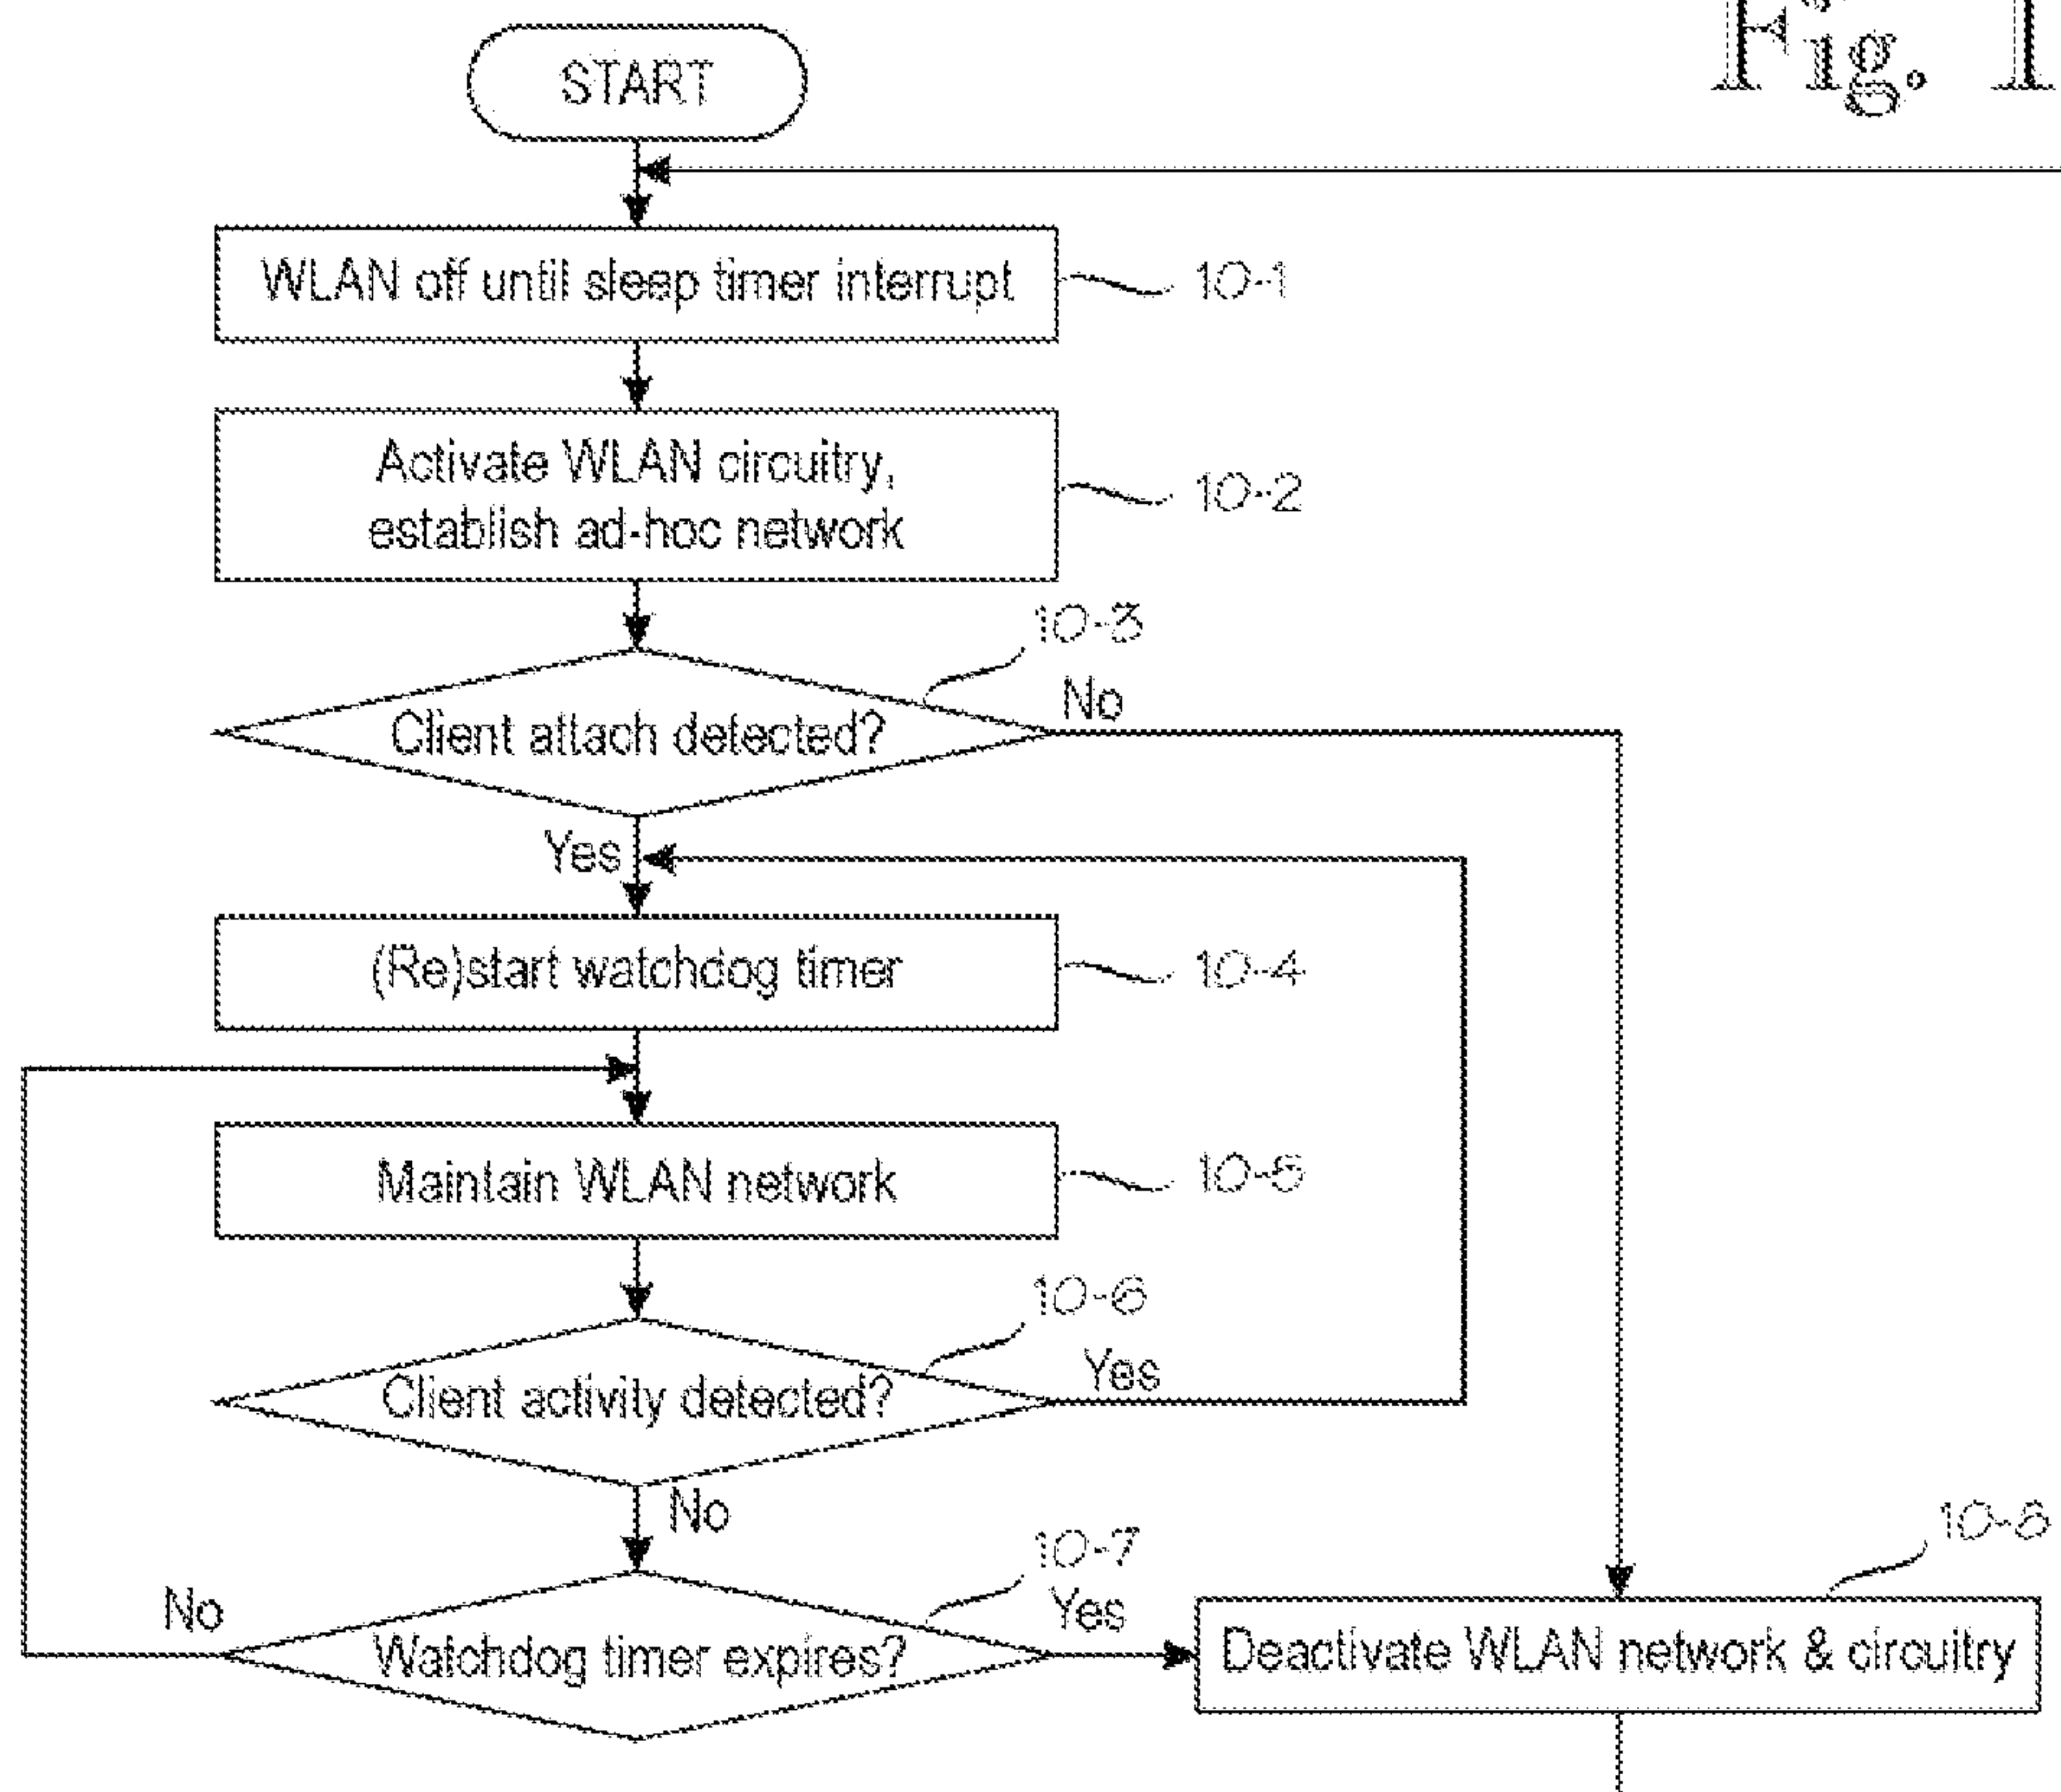 Fig. 1
START
WLAN off until sleep timer interrupt
10-1
Activate WLAN circuitry,
establish ad-hoc network
10-2
10-3
Client attach detected?
No
Yes
(Re)start watchdog timer
10-4
Maintain WLAN network
10-5
10-6
Client activity detected?
Yes
No
10-7
No
Watchdog timer expires?
Yes
10-8
Deactivate WLAN network & circuitry